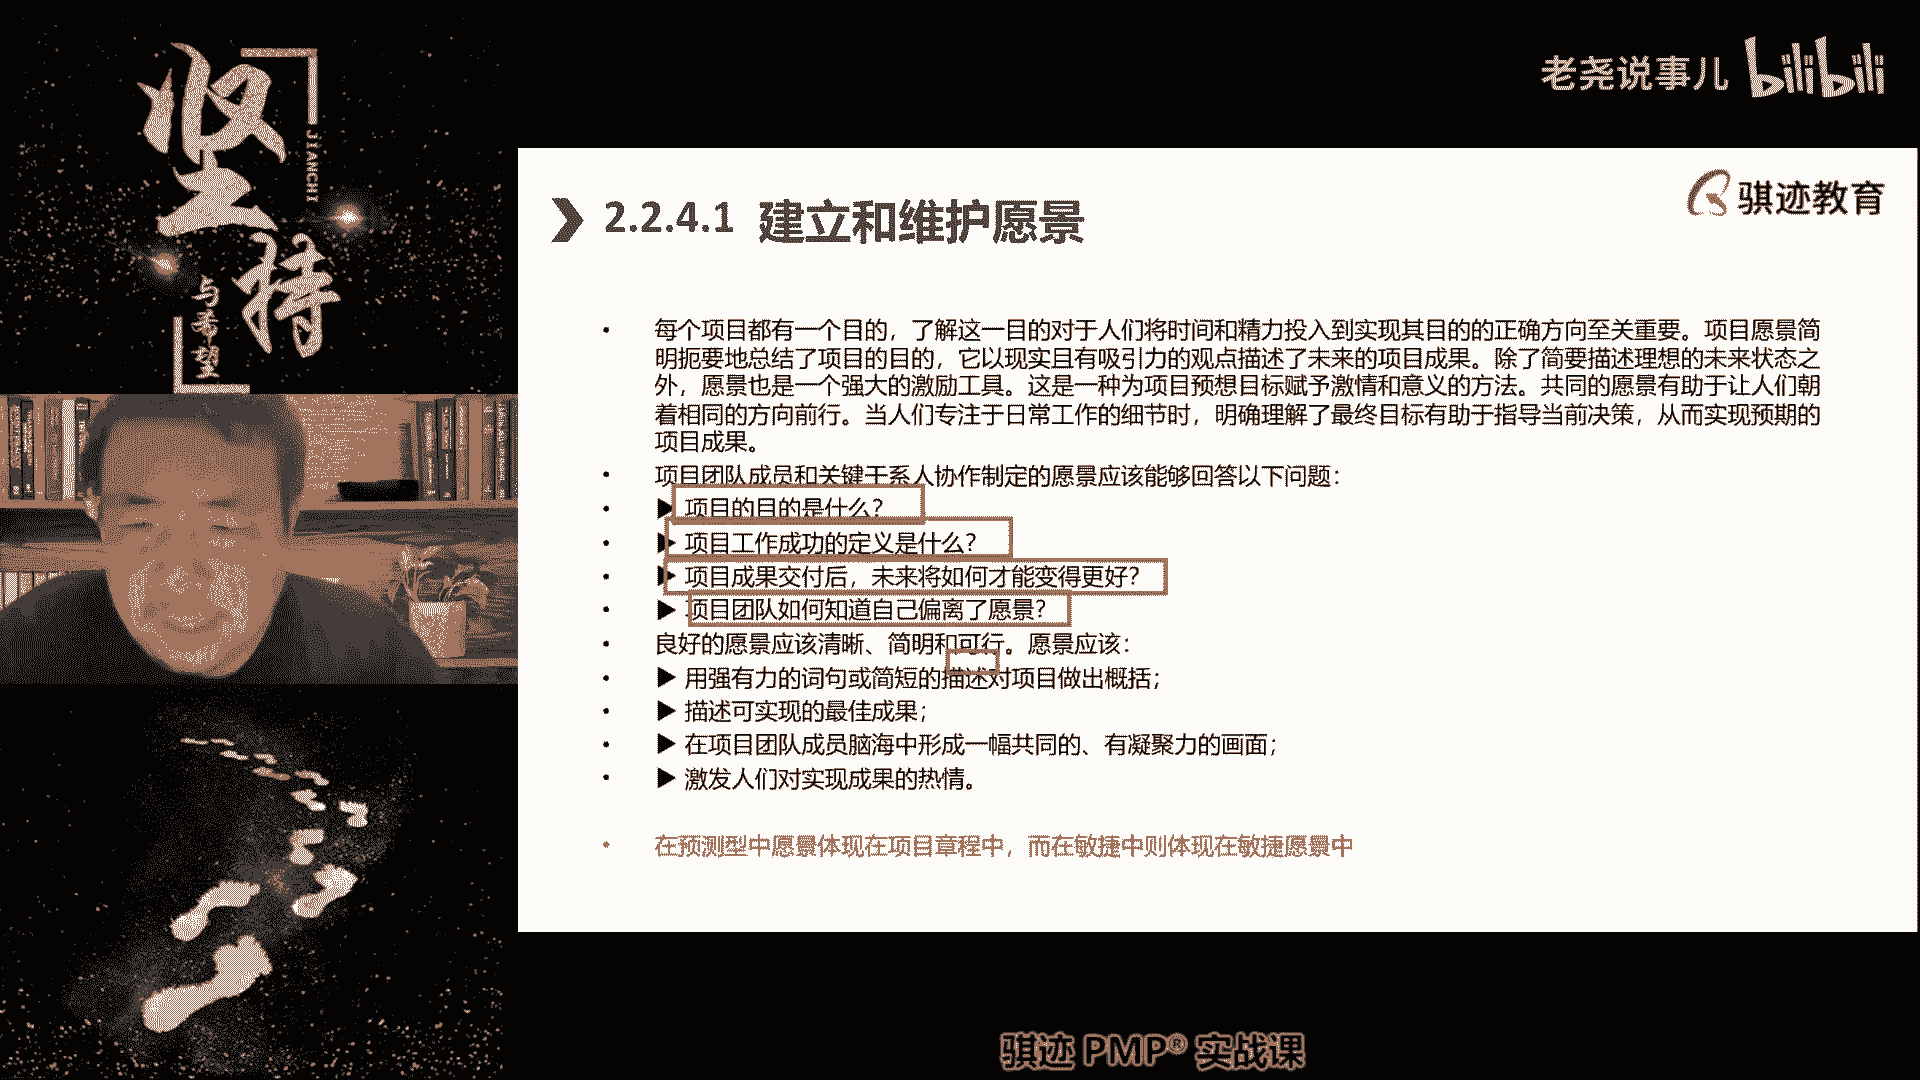 坚持
JIANCHI
与希望
老尧说事儿 bilibili
骐迹教育
2.2.4.1 建立和维护愿景
• 每个项目都有一个目的，了解这一目的对于人们将时间和精力投入到实现其目的的正确方向至关重要。项目愿景简
明扼要地总结了项目的目的，它以现实且有吸引力的观点描述了未来的项目成果。除了简要描述理想的未来状态之
外，愿景也是一个强大的激励工具。这是一种为项目预想目标赋予激情和意义的方法。共同的愿景有助于让人们朝
着相同的方向前行。当人们专注于日常工作的细节时，明确理解了最终目标有助于指导当前决策，从而实现预期的
项目成果。
• 项目团队成员和关键干系人协作制定的愿景应该能够回答以下问题：
• ▶ 项目的目的是什么？
• ▶ 项目工作成功的定义是什么？
• ▶ 项目成果交付后，未来将如何才能变得更好？
• ▶ 项目团队如何知道自己偏离了愿景？
• 良好的愿景应该清晰、简明和可行。愿景应该：
• ▶ 用强有力的词句或简短的描述对项目做出概括；
• ▶ 描述可实现的最佳成果；
• ▶ 在项目团队成员脑海中形成一幅共同的、有凝聚力的画面；
• ▶ 激发人们对实现成果的热情。
• 在预测型中愿景体现在项目章程中，而在敏捷中则体现在敏捷愿景中
骐迹 PMP® 实战课